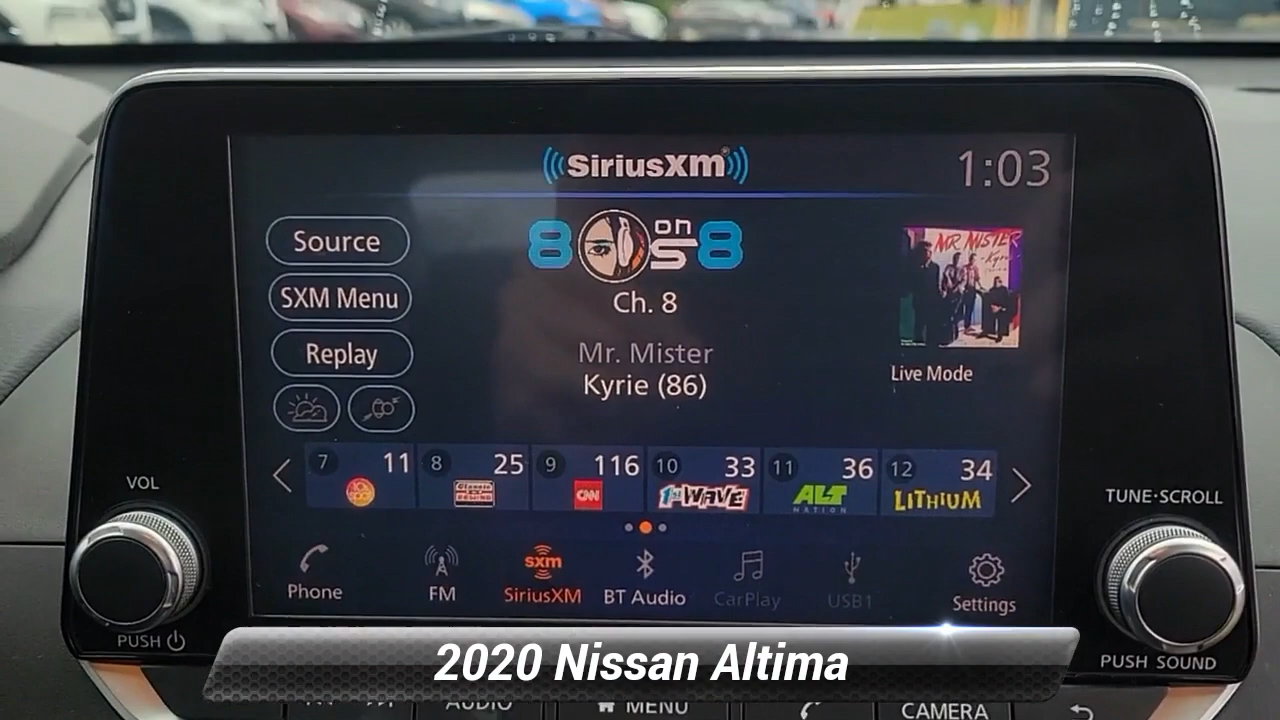 SiriusXM
1:03
Source
8 on 8
SXM Menu
Ch. 8
Replay
MR. MISTER
Kyrie
Mr. Mister
Kyrie (86)
Live Mode
7 11
8 25
9 116
10 33
11 36
12 34
CNN
1st WAVE
ALT NATION
LITHIUM
VOL
TUNE·SCROLL
Phone
FM
sxm
SiriusXM
BT Audio
CarPlay
USB1
Settings
PUSH
PUSH SOUND
2020 Nissan Altima
AUDIO
MENU
CAMERA